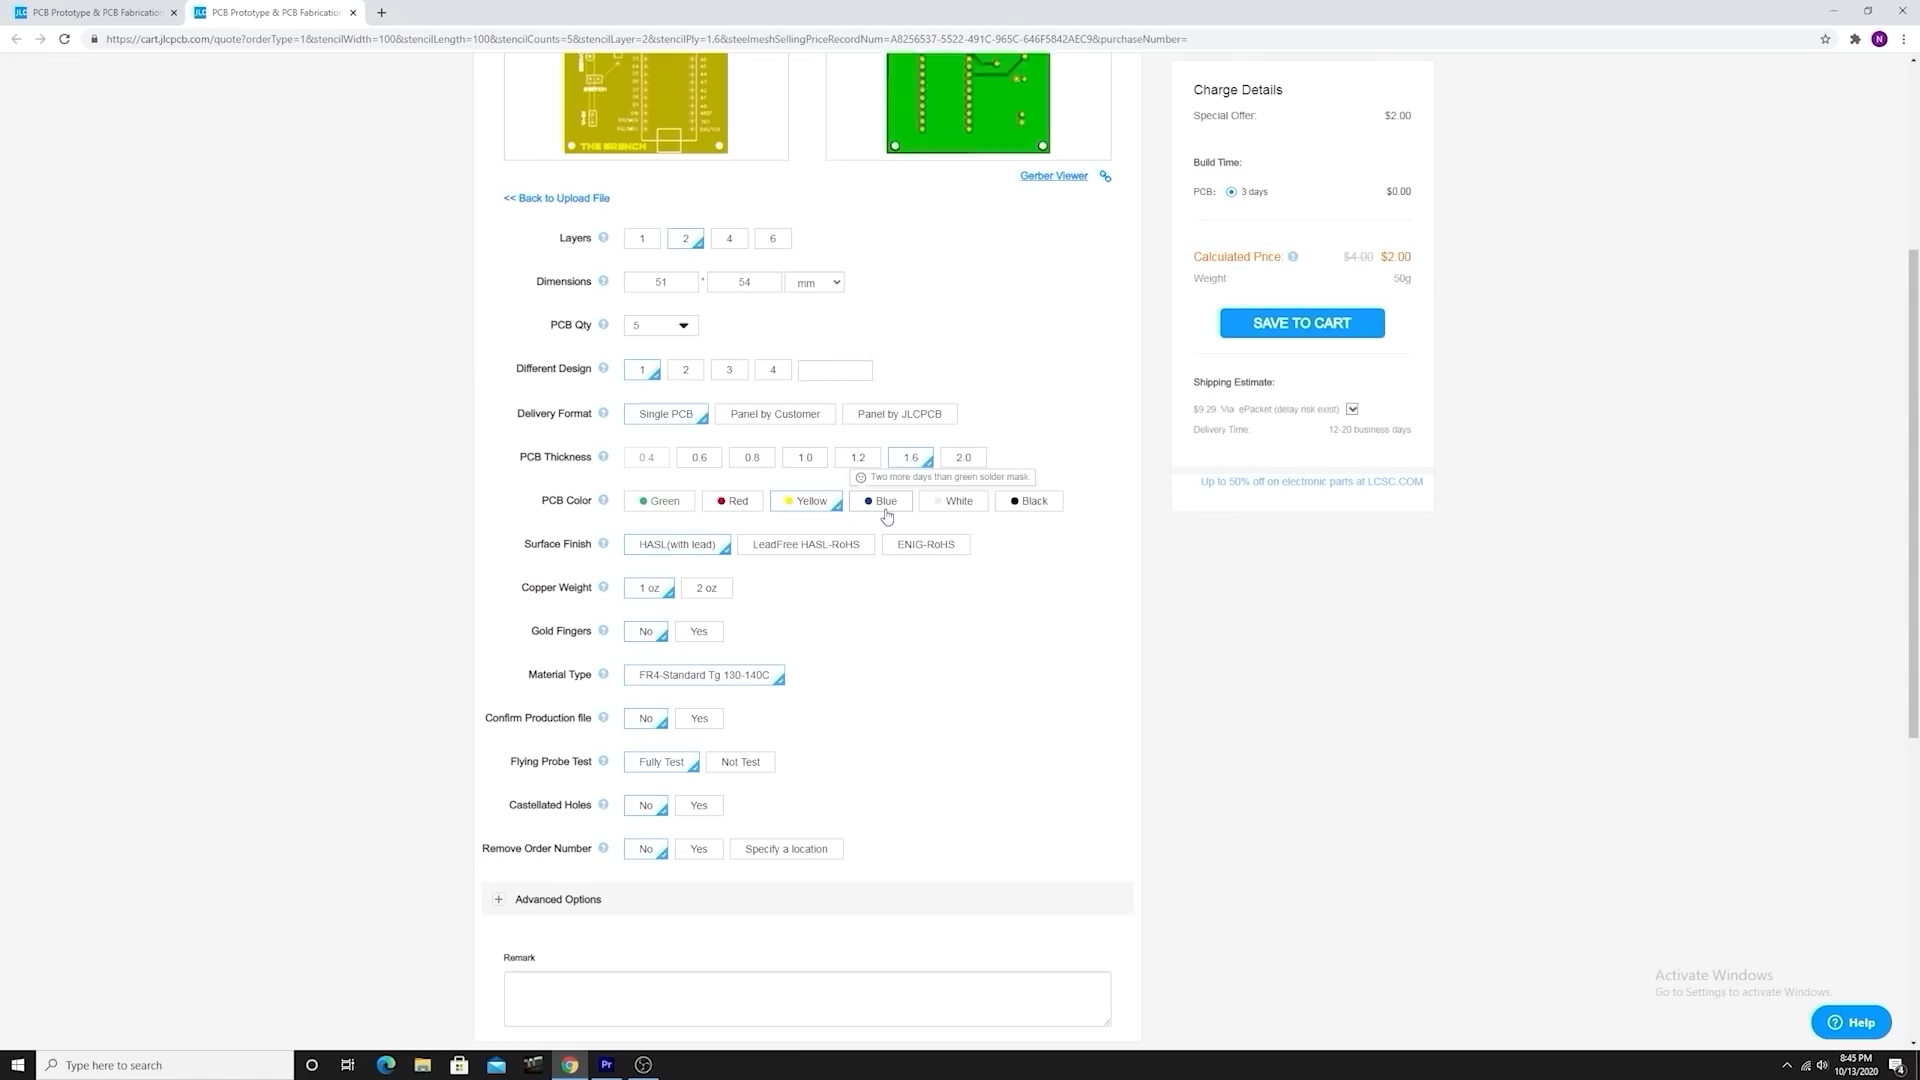 PCB Prototype & PCB Fabrication
PCB Prototype & PCB Fabrication
https://cart.jlcpcb.com/quote?orderType=1&stencilWidth=100&stencilLength=100&stencilCounts=5&stencilLayer=2&stencilPly=1.6&steelmeshSellingPriceRecordNum=A8256537-5522-491C-965C-646F5842AEC9&purchaseNumber=
N
SWITCH
THE BRENCH
Gerber Viewer
<< Back to Upload File
Layers 1 2 4 6
Dimensions 51 * 54 mm
PCB Qty 5
Different Design 1 2 3 4
Delivery Format Single PCB Panel by Customer Panel by JLCPCB
PCB Thickness 0.4 0.6 0.8 1.0 1.2 1.6 2.0
Two more days than green solder mask.
PCB Color Green Red Yellow Blue White Black
Surface Finish HASL(with lead) LeadFree HASL-RoHS ENIG-RoHS
Copper Weight 1 oz 2 oz
Gold Fingers No Yes
Material Type FR4-Standard Tg 130-140C
Confirm Production file No Yes
Flying Probe Test Fully Test Not Test
Castellated Holes No Yes
Remove Order Number No Yes Specify a location
+ Advanced Options
Remark
Charge Details
Special Offer: $2.00
Build Time:
PCB: 3 days $0.00
Calculated Price: $4.00 $2.00
Weight: 50g
SAVE TO CART
Shipping Estimate:
$9.29 Via ePacket (delay risk exist)
Delivery Time: 12-20 business days
Up to 50% off on electronic parts at LCSC.COM
Activate Windows
Go to Settings to activate Windows.
Help
Type here to search
Pr
8:45 PM
10/13/2020
4